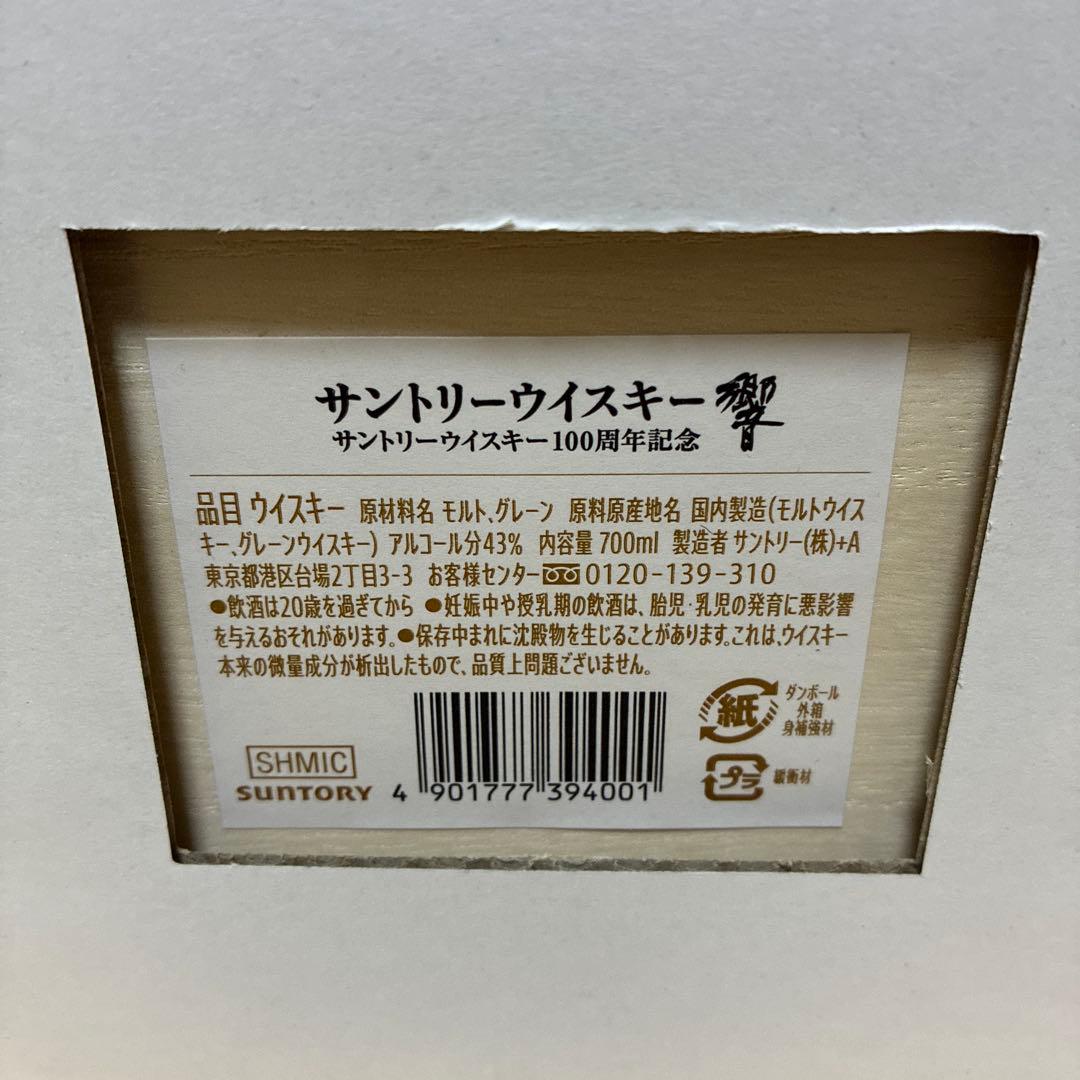 サントリーウイスキー響
サントリーウイスキー100周年記念
品目 ウイスキー 原材料名 モルト、グレーン 原料原産地名 国内製造(モルトウイス
キー、グレーンウイスキー) アルコール分43% 内容量 700ml 製造者 サントリー(株)+A
東京都港区台場2丁目3-3 お客様センター 0120-139-310
●飲酒は20歳を過ぎてから ●妊娠中や授乳期の飲酒は、胎児・乳児の発育に悪影響
を与えるおそれがあります。●保存中まれに沈殿物を生じることがあります。これは、ウイスキー
本来の微量成分が析出したもので、品質上問題ございません。
紙
ダンボール
外箱
身補強材
プラ
緩衝材
SHMIC
SUNTORY
4 901777 394001